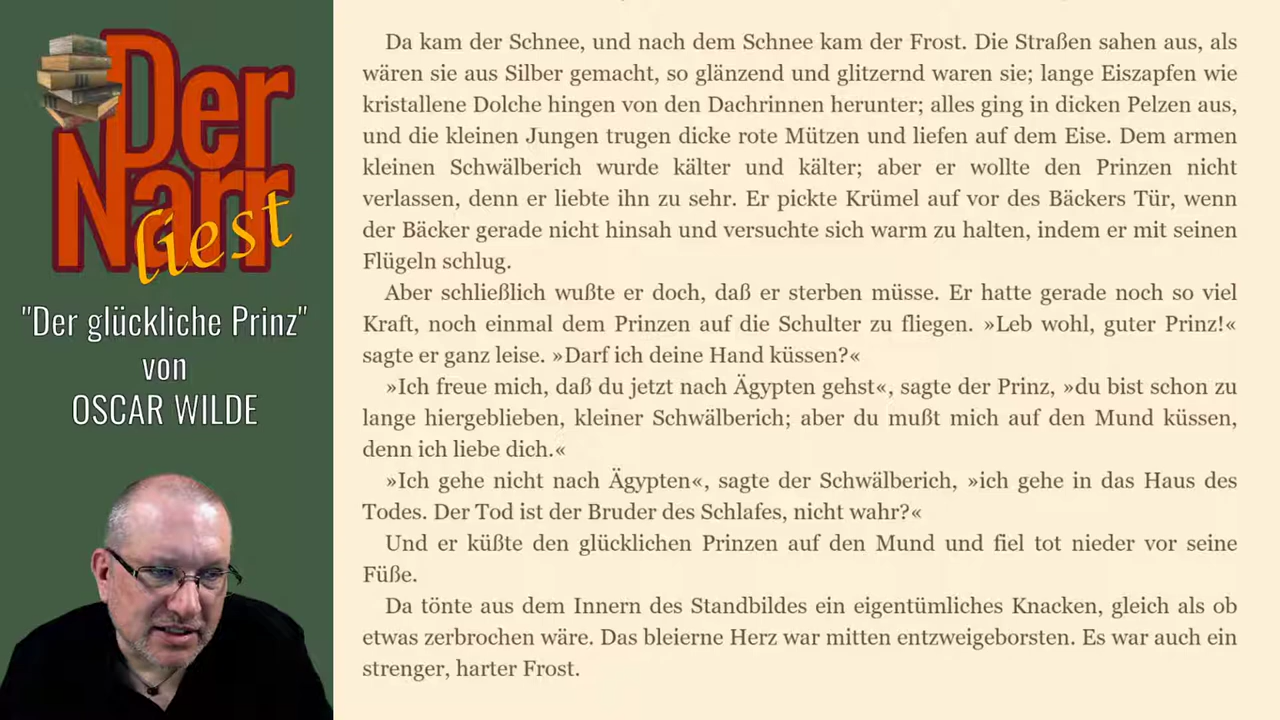 Der
Narr
liest
"Der glückliche Prinz"
von
OSCAR WILDE
Da kam der Schnee, und nach dem Schnee kam der Frost. Die Straßen sahen aus, als
wären sie aus Silber gemacht, so glänzend und glitzernd waren sie; lange Eiszapfen wie
kristallene Dolche hingen von den Dachrinnen herunter; alles ging in dicken Pelzen aus,
und die kleinen Jungen trugen dicke rote Mützen und liefen auf dem Eise. Dem armen
kleinen Schwälberich wurde kälter und kälter; aber er wollte den Prinzen nicht
verlassen, denn er liebte ihn zu sehr. Er pickte Krümel auf vor des Bäckers Tür, wenn
der Bäcker gerade nicht hinsah und versuchte sich warm zu halten, indem er mit seinen
Flügeln schlug.
Aber schließlich wußte er doch, daß er sterben müsse. Er hatte gerade noch so viel
Kraft, noch einmal dem Prinzen auf die Schulter zu fliegen. »Leb wohl, guter Prinz!«
sagte er ganz leise. »Darf ich deine Hand küssen?«
»Ich freue mich, daß du jetzt nach Ägypten gehst«, sagte der Prinz, »du bist schon zu
lange hiergeblieben, kleiner Schwälberich; aber du mußt mich auf den Mund küssen,
denn ich liebe dich.«
»Ich gehe nicht nach Ägypten«, sagte der Schwälberich, »ich gehe in das Haus des
Todes. Der Tod ist der Bruder des Schlafes, nicht wahr?«
Und er küßte den glücklichen Prinzen auf den Mund und fiel tot nieder vor seine
Füße.
Da tönte aus dem Innern des Standbildes ein eigentümliches Knacken, gleich als ob
etwas zerbrochen wäre. Das bleierne Herz war mitten entzweigeborsten. Es war auch ein
strenger, harter Frost.